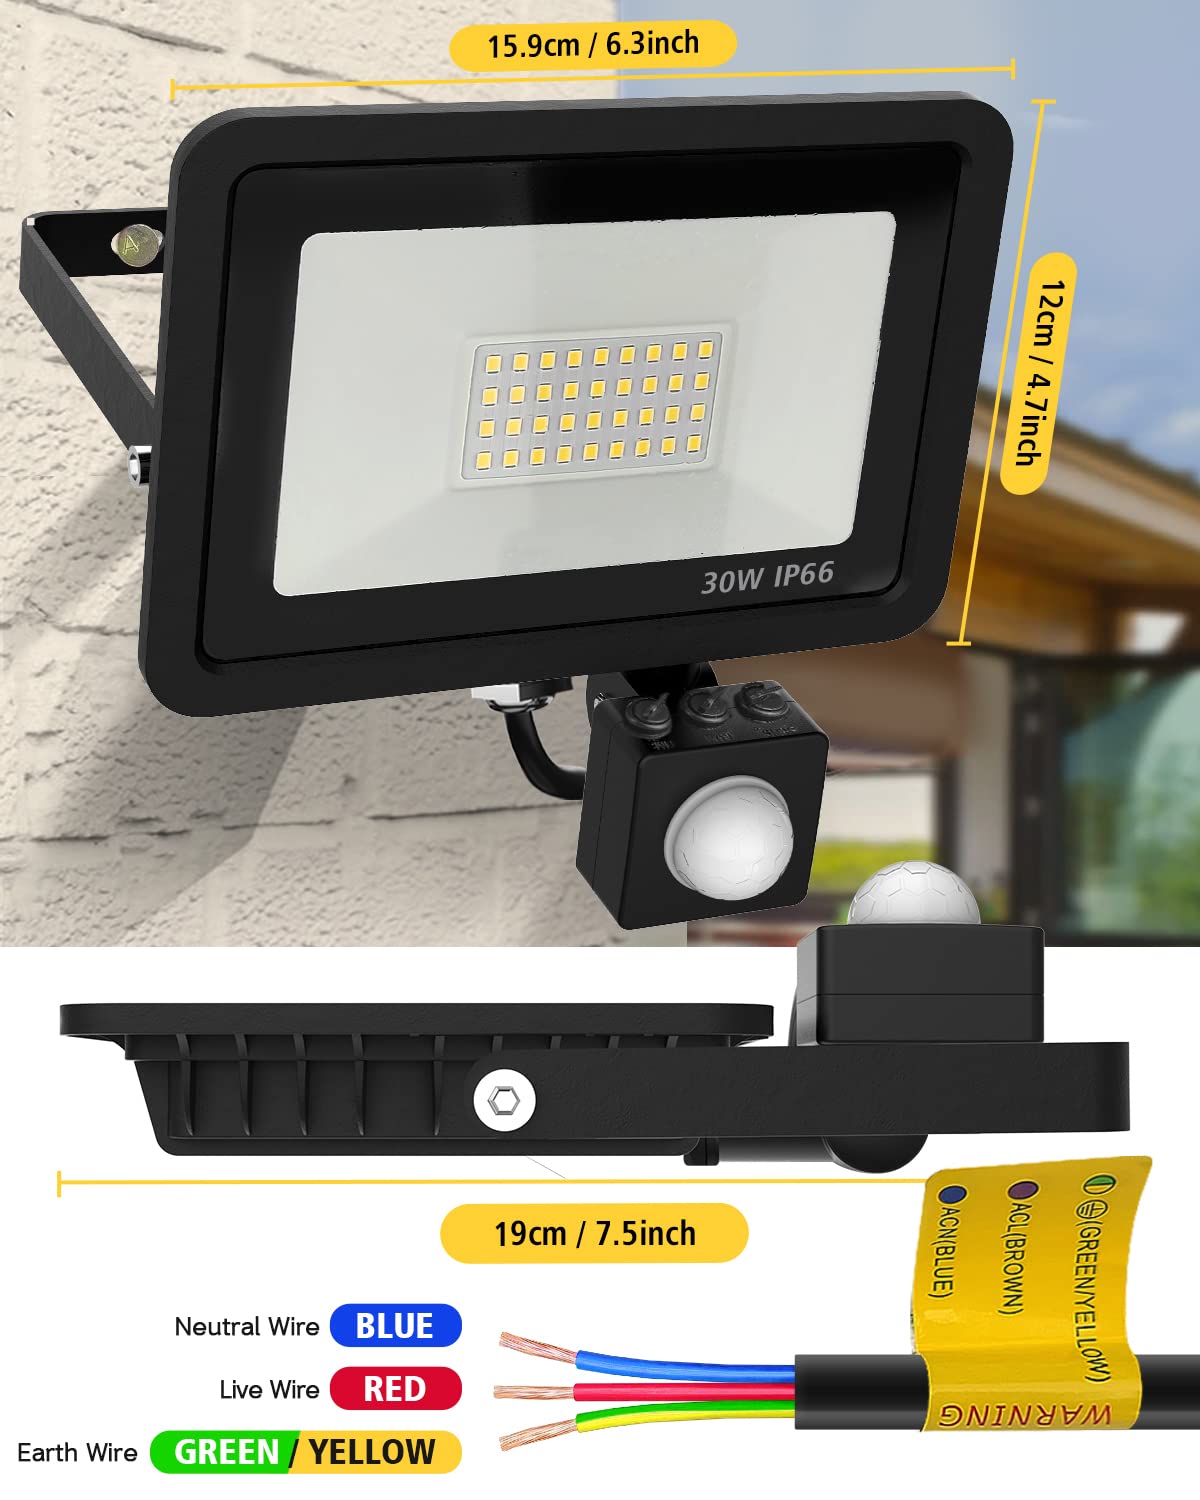 15.9cm / 6.3inch
12cm / 4.7inch
A
30W IP66
19cm / 7.5inch
Neutral Wire BLUE
Live Wire RED
Earth Wire GREEN / YELLOW
(GREEN/YELLOW)
ACL(BROWN)
ACN(BLUE)
WARNING